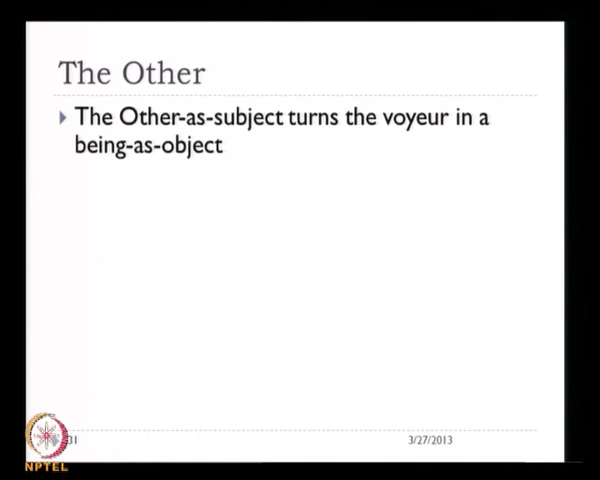 The Other
The Other-as-subject turns the voyeur in a
being-as-object
31
3/27/2013
NPTEL